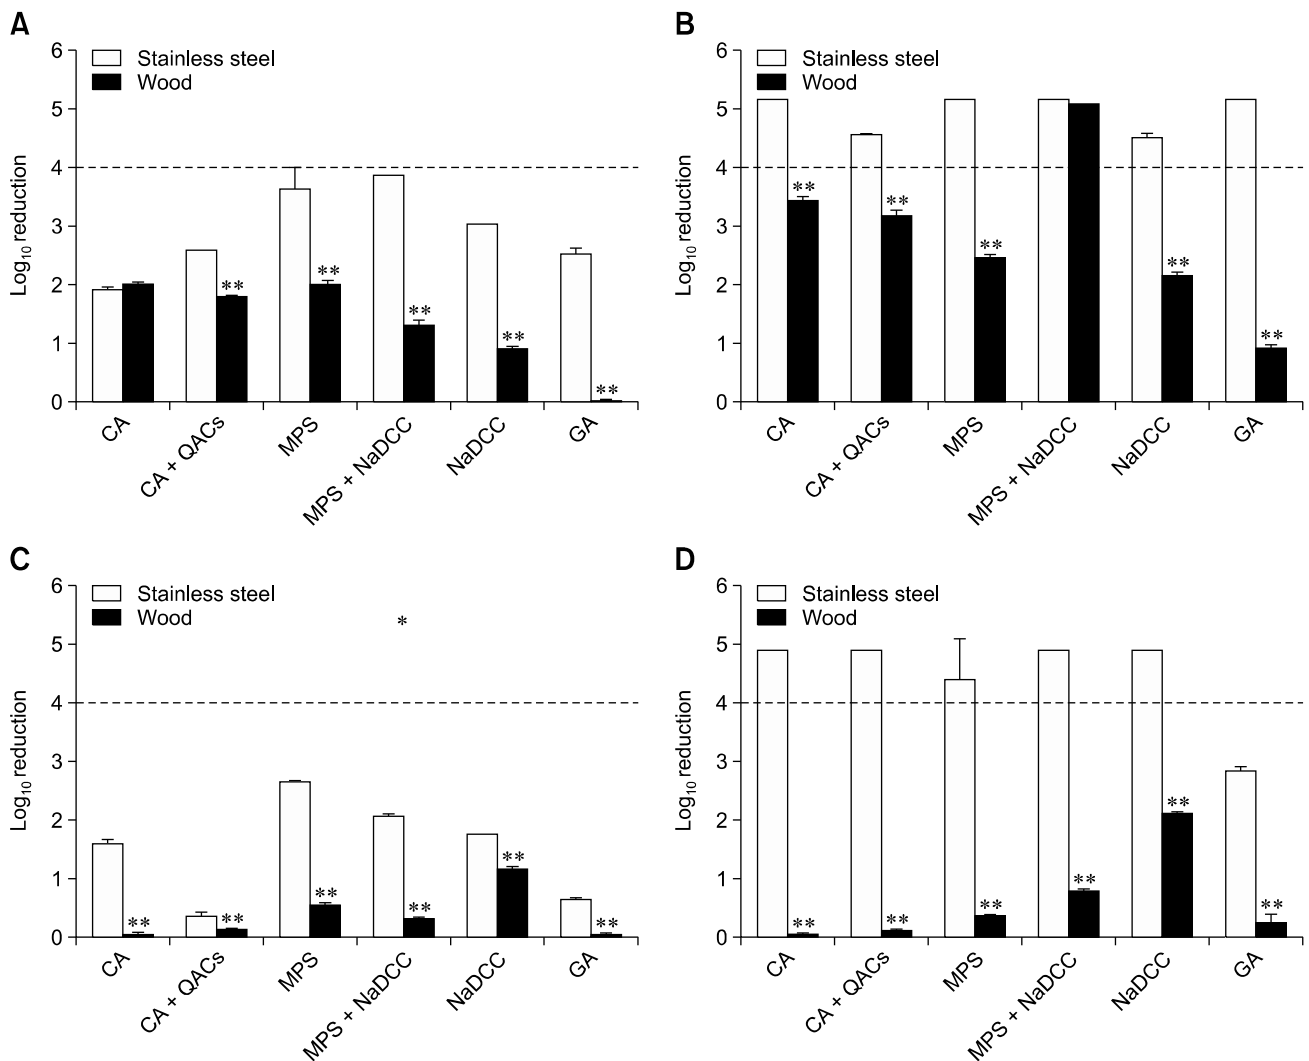 A
6
5
4
3
2
1
0
Log10 reduction
Stainless steel
Wood
**
**
**
**
**
CA
CA + QACs
MPS
MPS + NaDCC
NaDCC
GA
B
6
5
4
3
2
1
0
Log10 reduction
Stainless steel
Wood
**
**
**
**
**
CA
CA + QACs
MPS
MPS + NaDCC
NaDCC
GA
C
6
5
4
3
2
1
0
Log10 reduction
Stainless steel
Wood
*
**
**
**
**
**
**
CA
CA + QACs
MPS
MPS + NaDCC
NaDCC
GA
D
6
5
4
3
2
1
0
Log10 reduction
Stainless steel
Wood
**
**
**
**
**
**
CA
CA + QACs
MPS
MPS + NaDCC
NaDCC
GA